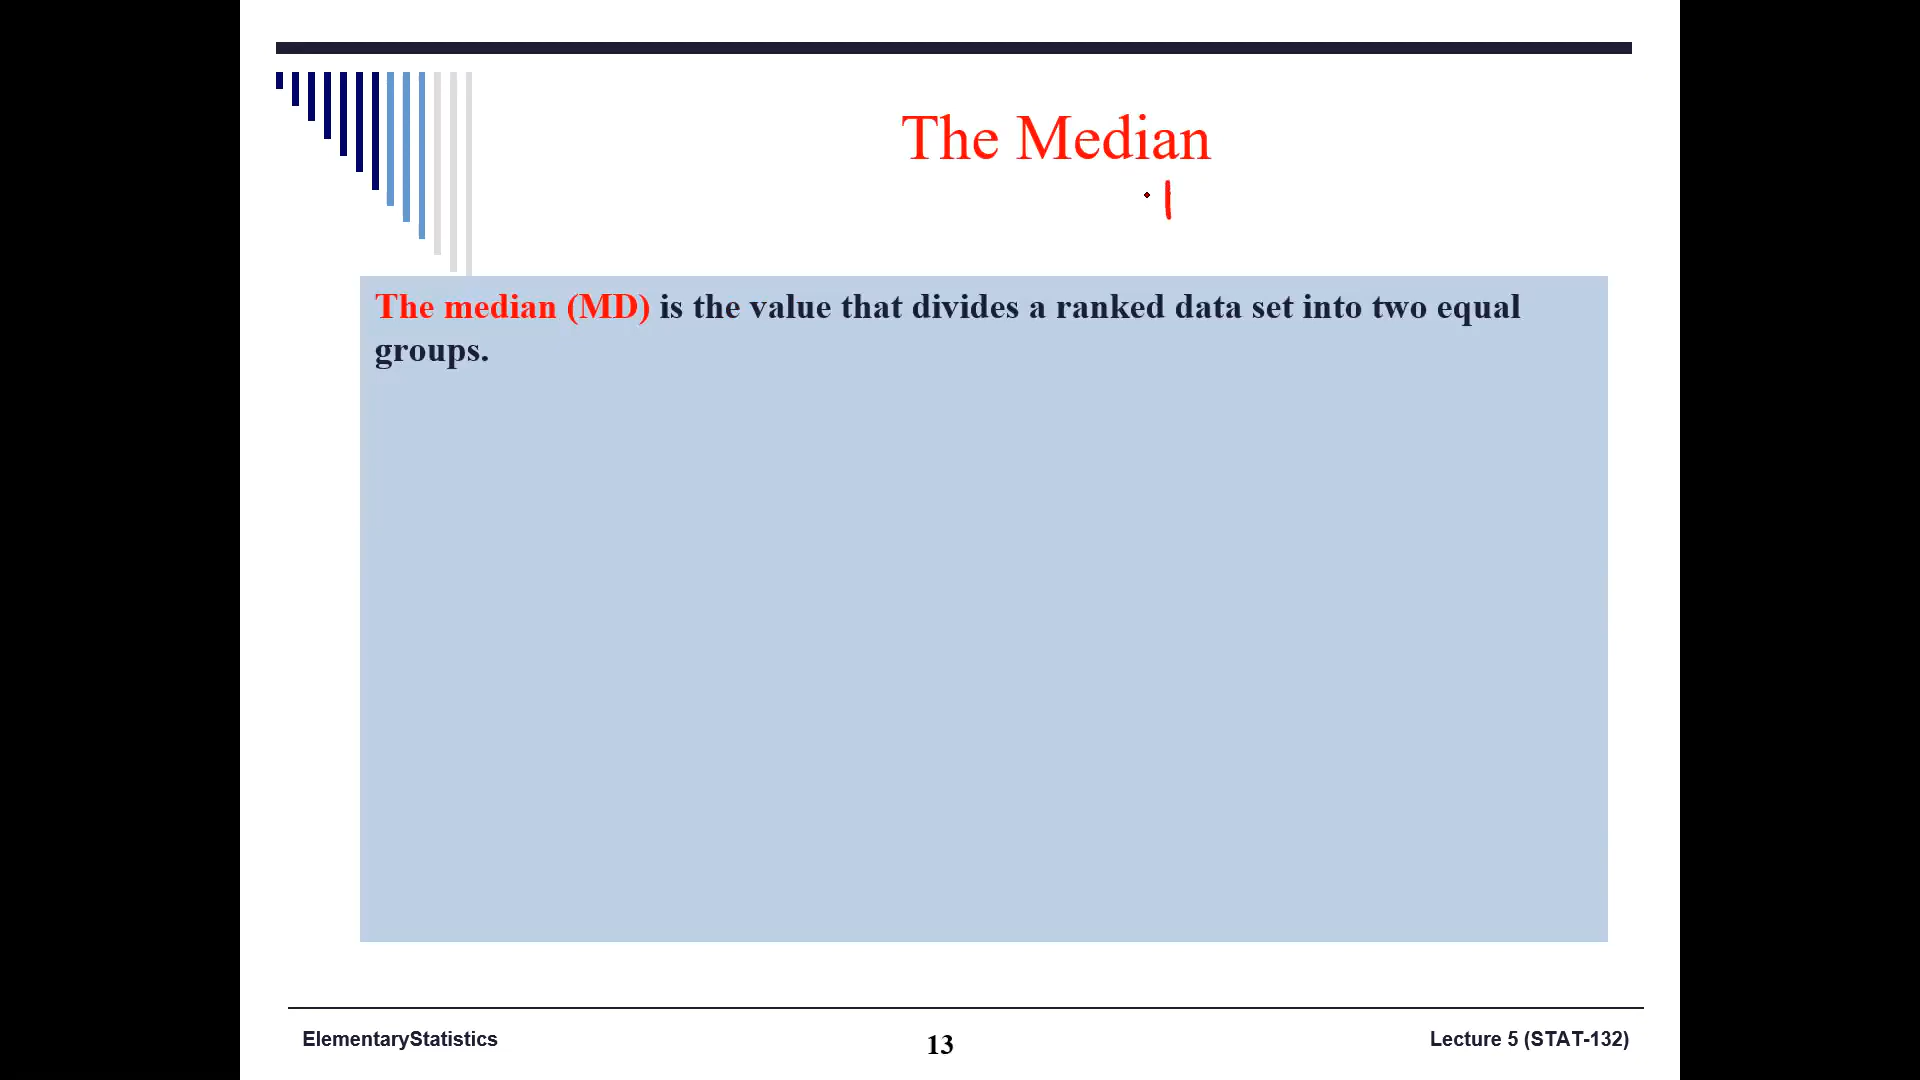 The Median
The median (MD) is the value that divides a ranked data set into two equal
groups.
ElementaryStatistics
13
Lecture 5 (STAT-132)